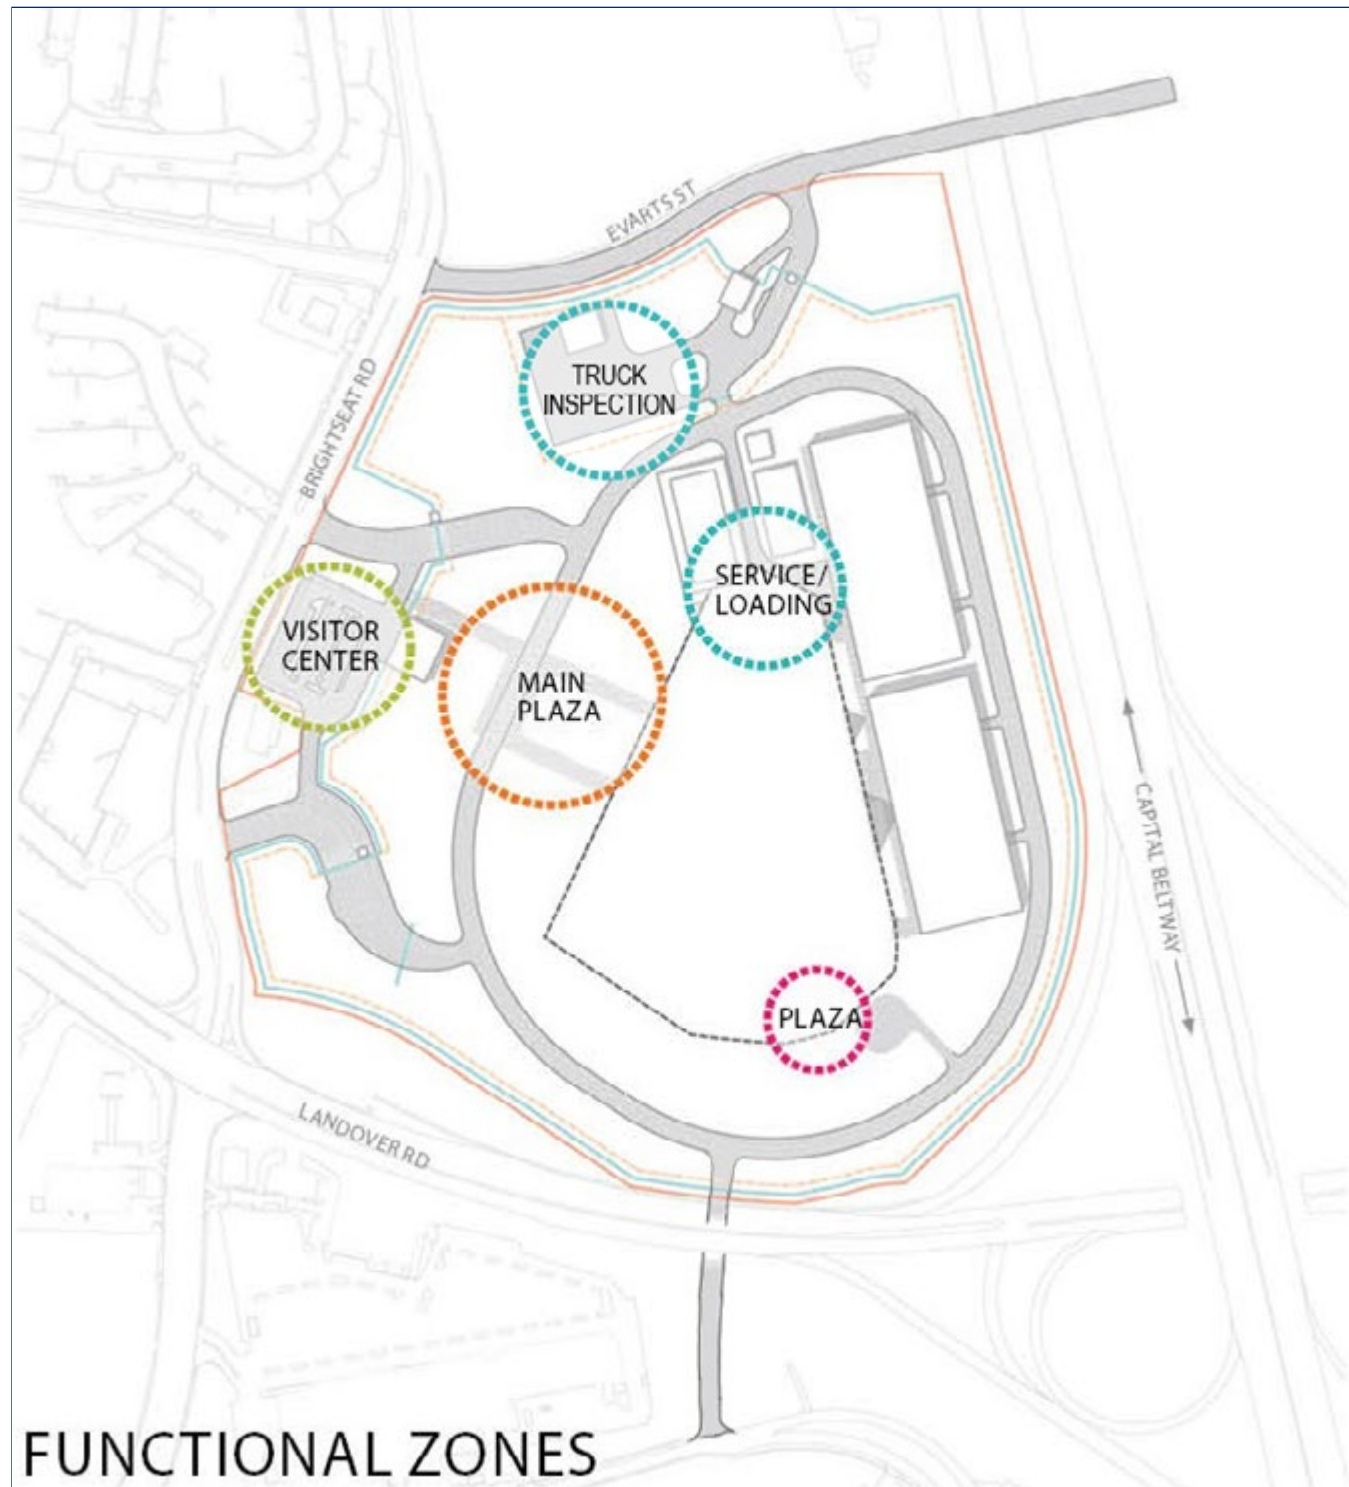 EVARTS ST
TRUCK
INSPECTION
BRIGHTSEAT RD
SERVICE/
LOADING
VISITOR
CENTER
MAIN
PLAZA
CAPITAL BELTWAY
PLAZA
LANDOVER RD
FUNCTIONAL ZONES